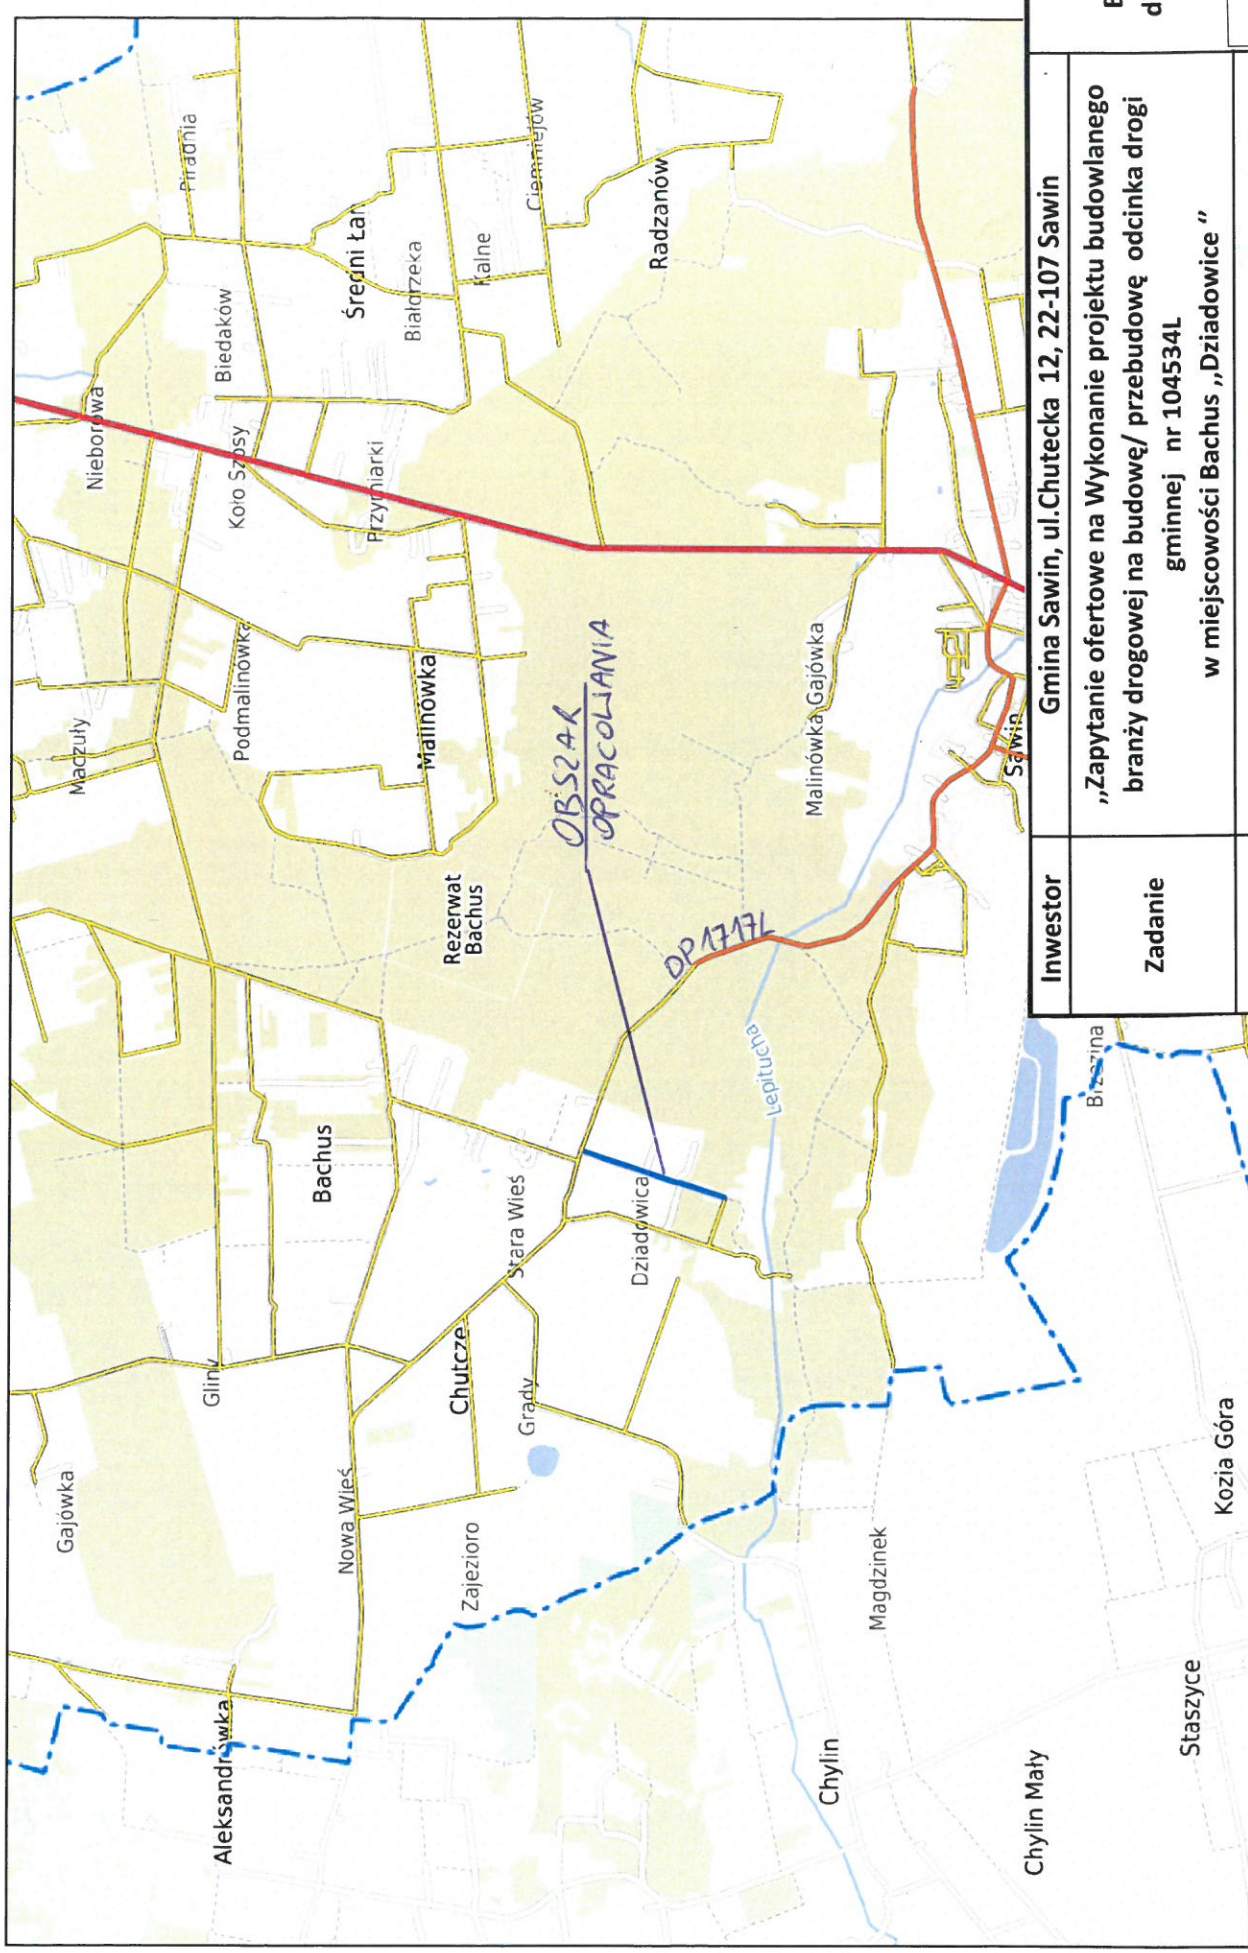 Gajówka
Maczuły
Nieborowa
Piradnia
Aleksandrówka
Gliny
Podmalinówka
Koło Szosy
Biedaków
Nowa Wieś
Bachus
Przymiarki
Średni Łan
Białorzeka
Malinówka
Chutcze
Zajezioro
Rezerwat
Bachus
Kalne
Stara Wieś
Grądy
Ciemniejów
OBSZAR
OPRACOWANIA
Dziadowica
Radzanów
DP1717L
Lepitucha
Malinówka-Gajówka
Chylin
Magdzinek
Sawin
Chylin Mały
Brzezina
Staszyce
Kozia Góra
Inwestor Gmina Sawin, ul.Chutecka 12, 22-107 Sawin
Zadanie
,,Zapytanie ofertowe na Wykonanie projektu budowlanego
branży drogowej na budowę/ przebudowę odcinka drogi
gminnej nr 104534L
w miejscowości Bachus ,,Dziadowice "